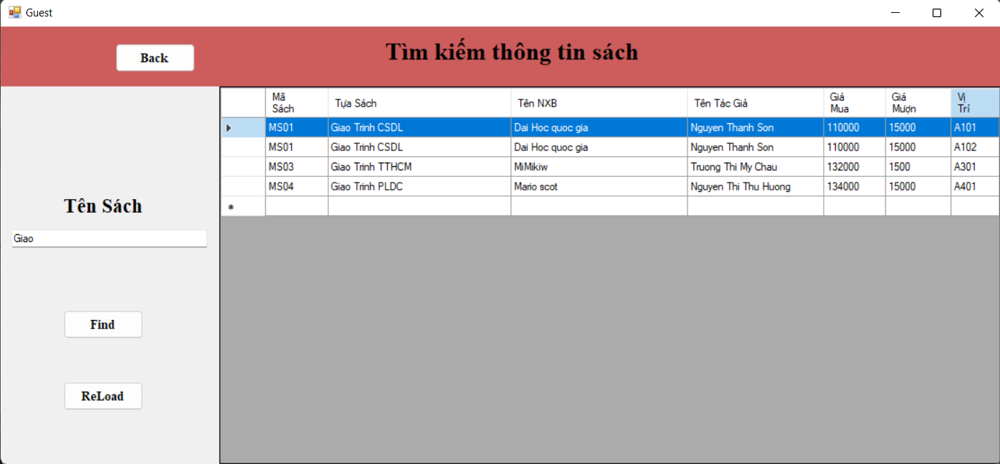 Guest
Back
Tìm kiếm thông tin sách
Mã Sách Tựa Sách Tên NXB Tên Tác Giả Giá Mua Giá Mượn Vị Trí
MS01 Giao Trinh CSDL Dai Hoc quoc gia Nguyen Thanh Son 110000 15000 A101
MS01 Giao Trinh CSDL Dai Hoc quoc gia Nguyen Thanh Son 110000 15000 A102
MS03 Giao Trinh TTHCM MiMikiw Truong Thi My Chau 132000 1500 A301
MS04 Giao Trinh PLDC Mario scot Nguyen Thi Thu Huong 134000 15000 A401
Tên Sách
Giao
Find
ReLoad